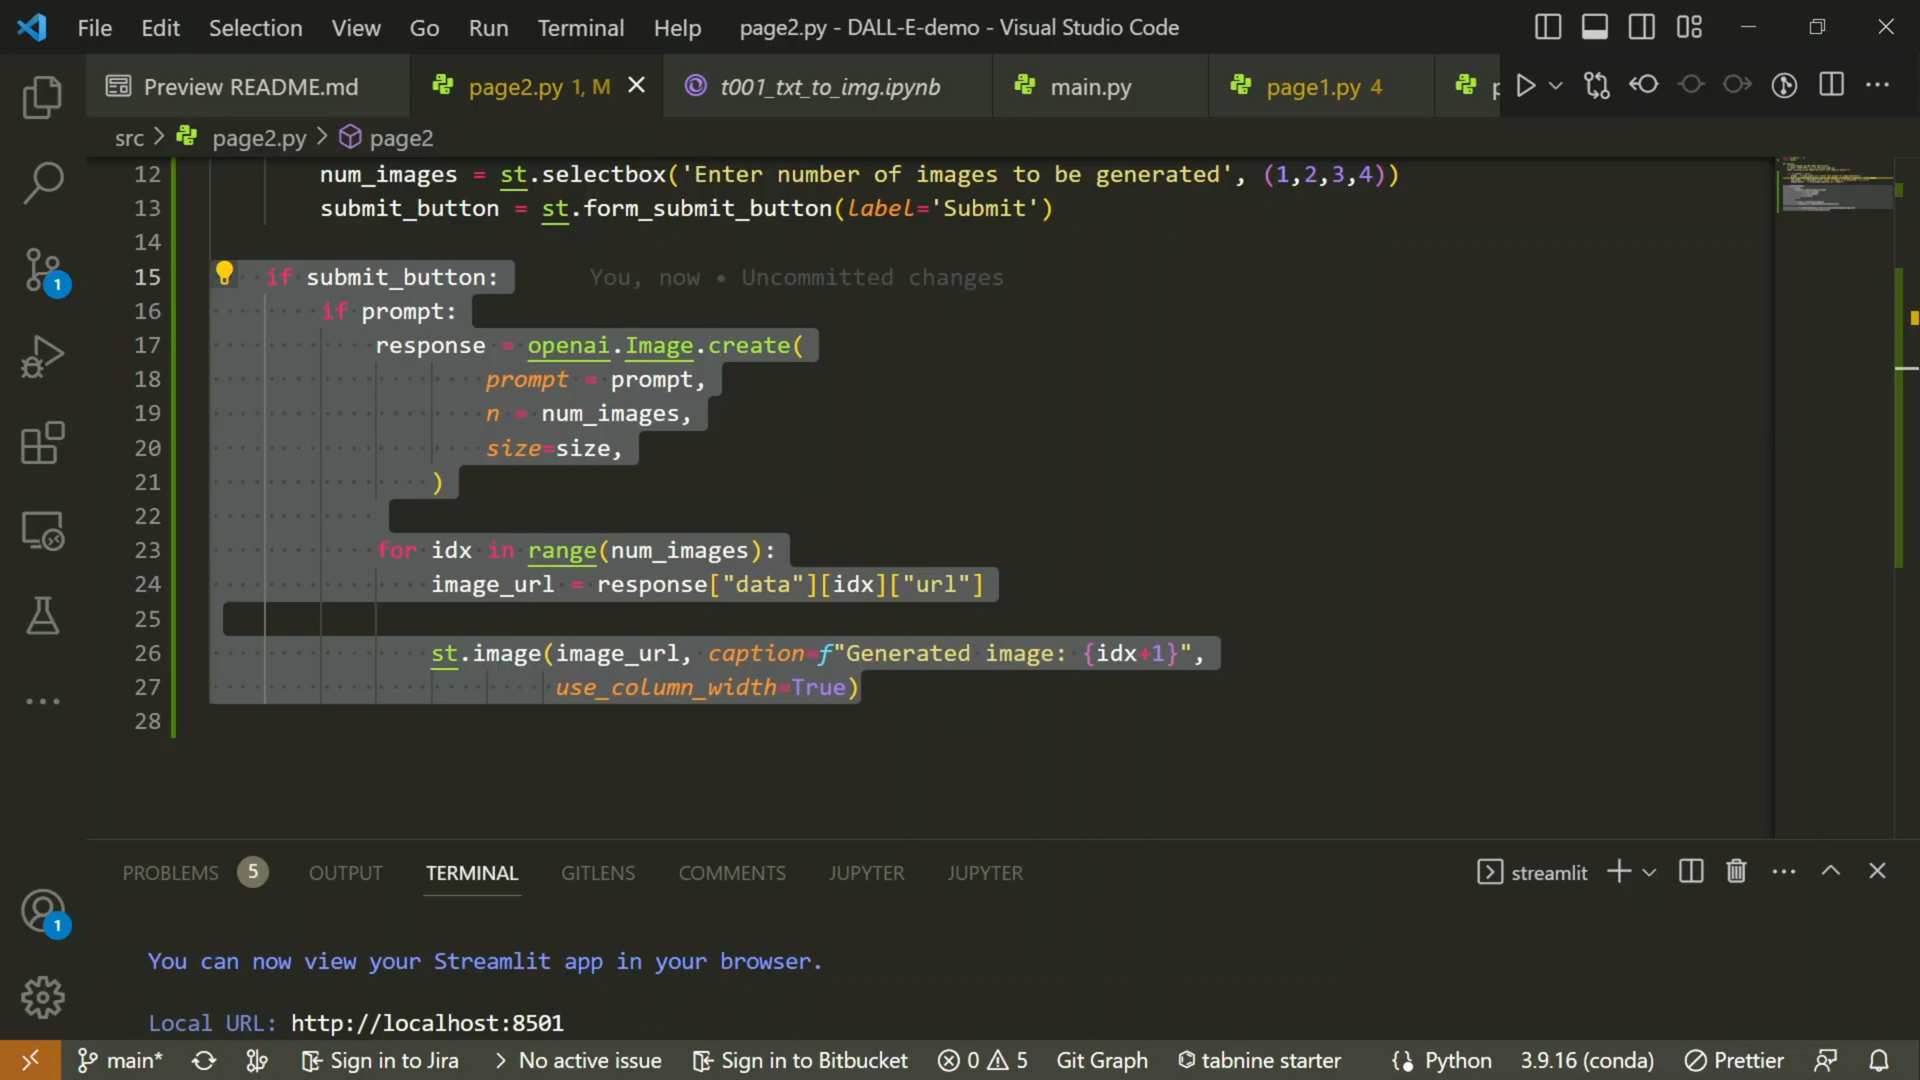 File Edit Selection View Go Run Terminal Help page2.py - DALL-E-demo - Visual Studio Code
Preview README.md page2.py 1, M t001_txt_to_img.ipynb main.py page1.py 4 p
src > page2.py > page2
12 num_images = st.selectbox('Enter number of images to be generated', (1,2,3,4))
13 submit_button = st.form_submit_button(label='Submit')
14
15 if submit_button: You, now • Uncommitted changes
16 if prompt:
17 response = openai.Image.create(
18 prompt = prompt,
19 n = num_images,
20 size=size,
21 )
22
23 for idx in range(num_images):
24 image_url = response["data"][idx]["url"]
25
26 st.image(image_url, caption=f"Generated image: {idx+1}",
27 use_column_width=True)
28
1
1
PROBLEMS 5 OUTPUT TERMINAL GITLENS COMMENTS JUPYTER JUPYTER streamlit
You can now view your Streamlit app in your browser.
Local URL: http://localhost:8501
main* Sign in to Jira No active issue Sign in to Bitbucket 0 5 Git Graph tabnine starter Python 3.9.16 (conda) Prettier